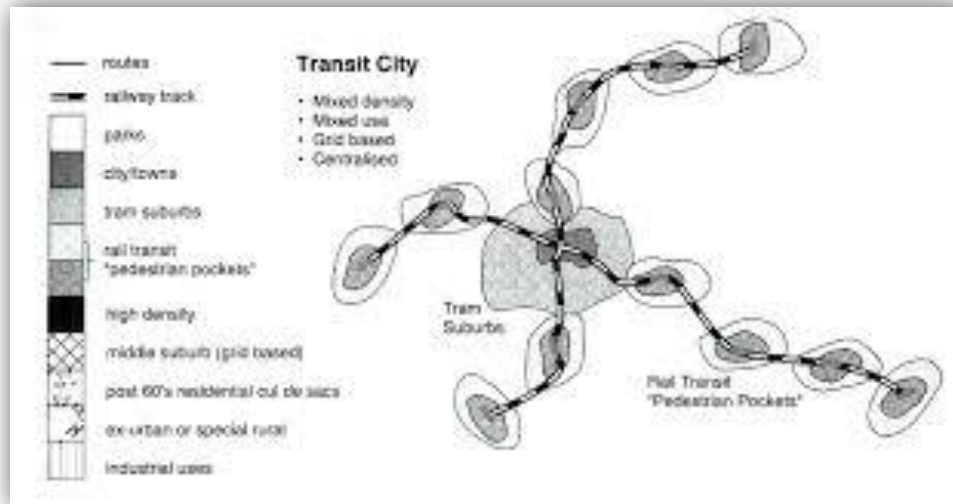 routes
railway track
parks
city/towns
tram suburbs
rail transit
"pedestrian pockets"
high density
middle suburb (grid based)
post 60's residential cul de sacs
ex-urban or special rural
industrial uses
Transit City
• Mixed density
• Mixed use
• Grid based
• Centralised
Tram
Suburbs
Rail Transit
"Pedestrian Pockets"